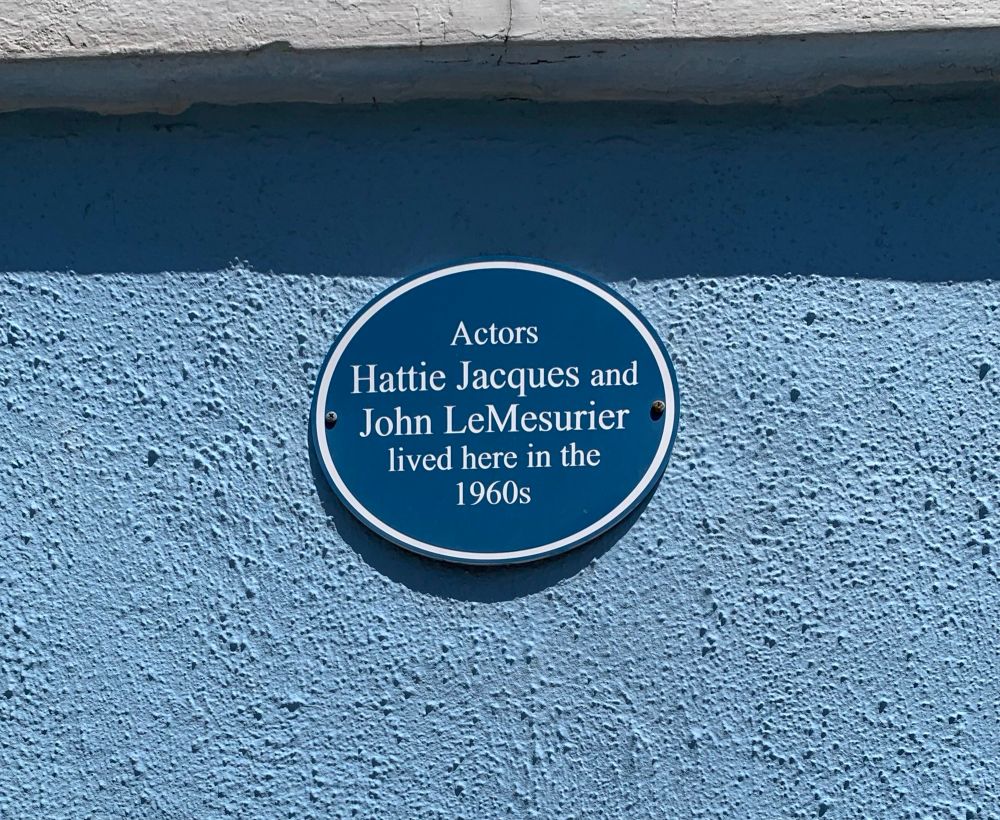 Actors
Hattie Jacques and
John LeMesurier
lived here in the
1960s